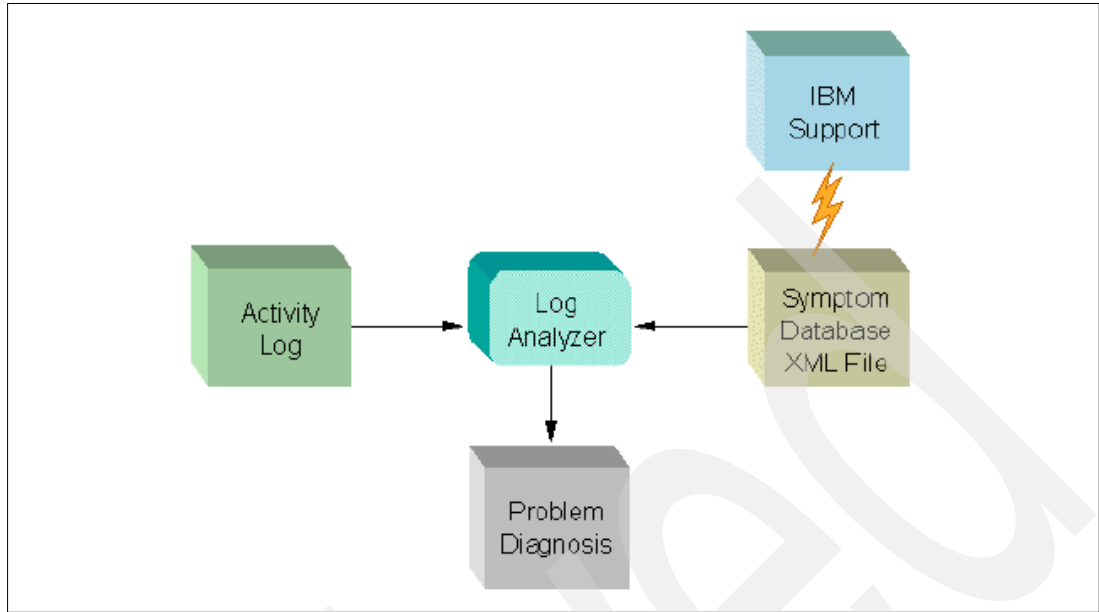 IBM
Support
Activity
Log
Log
Analyzer
Symptom
Database
XML File
Problem
Diagnosis